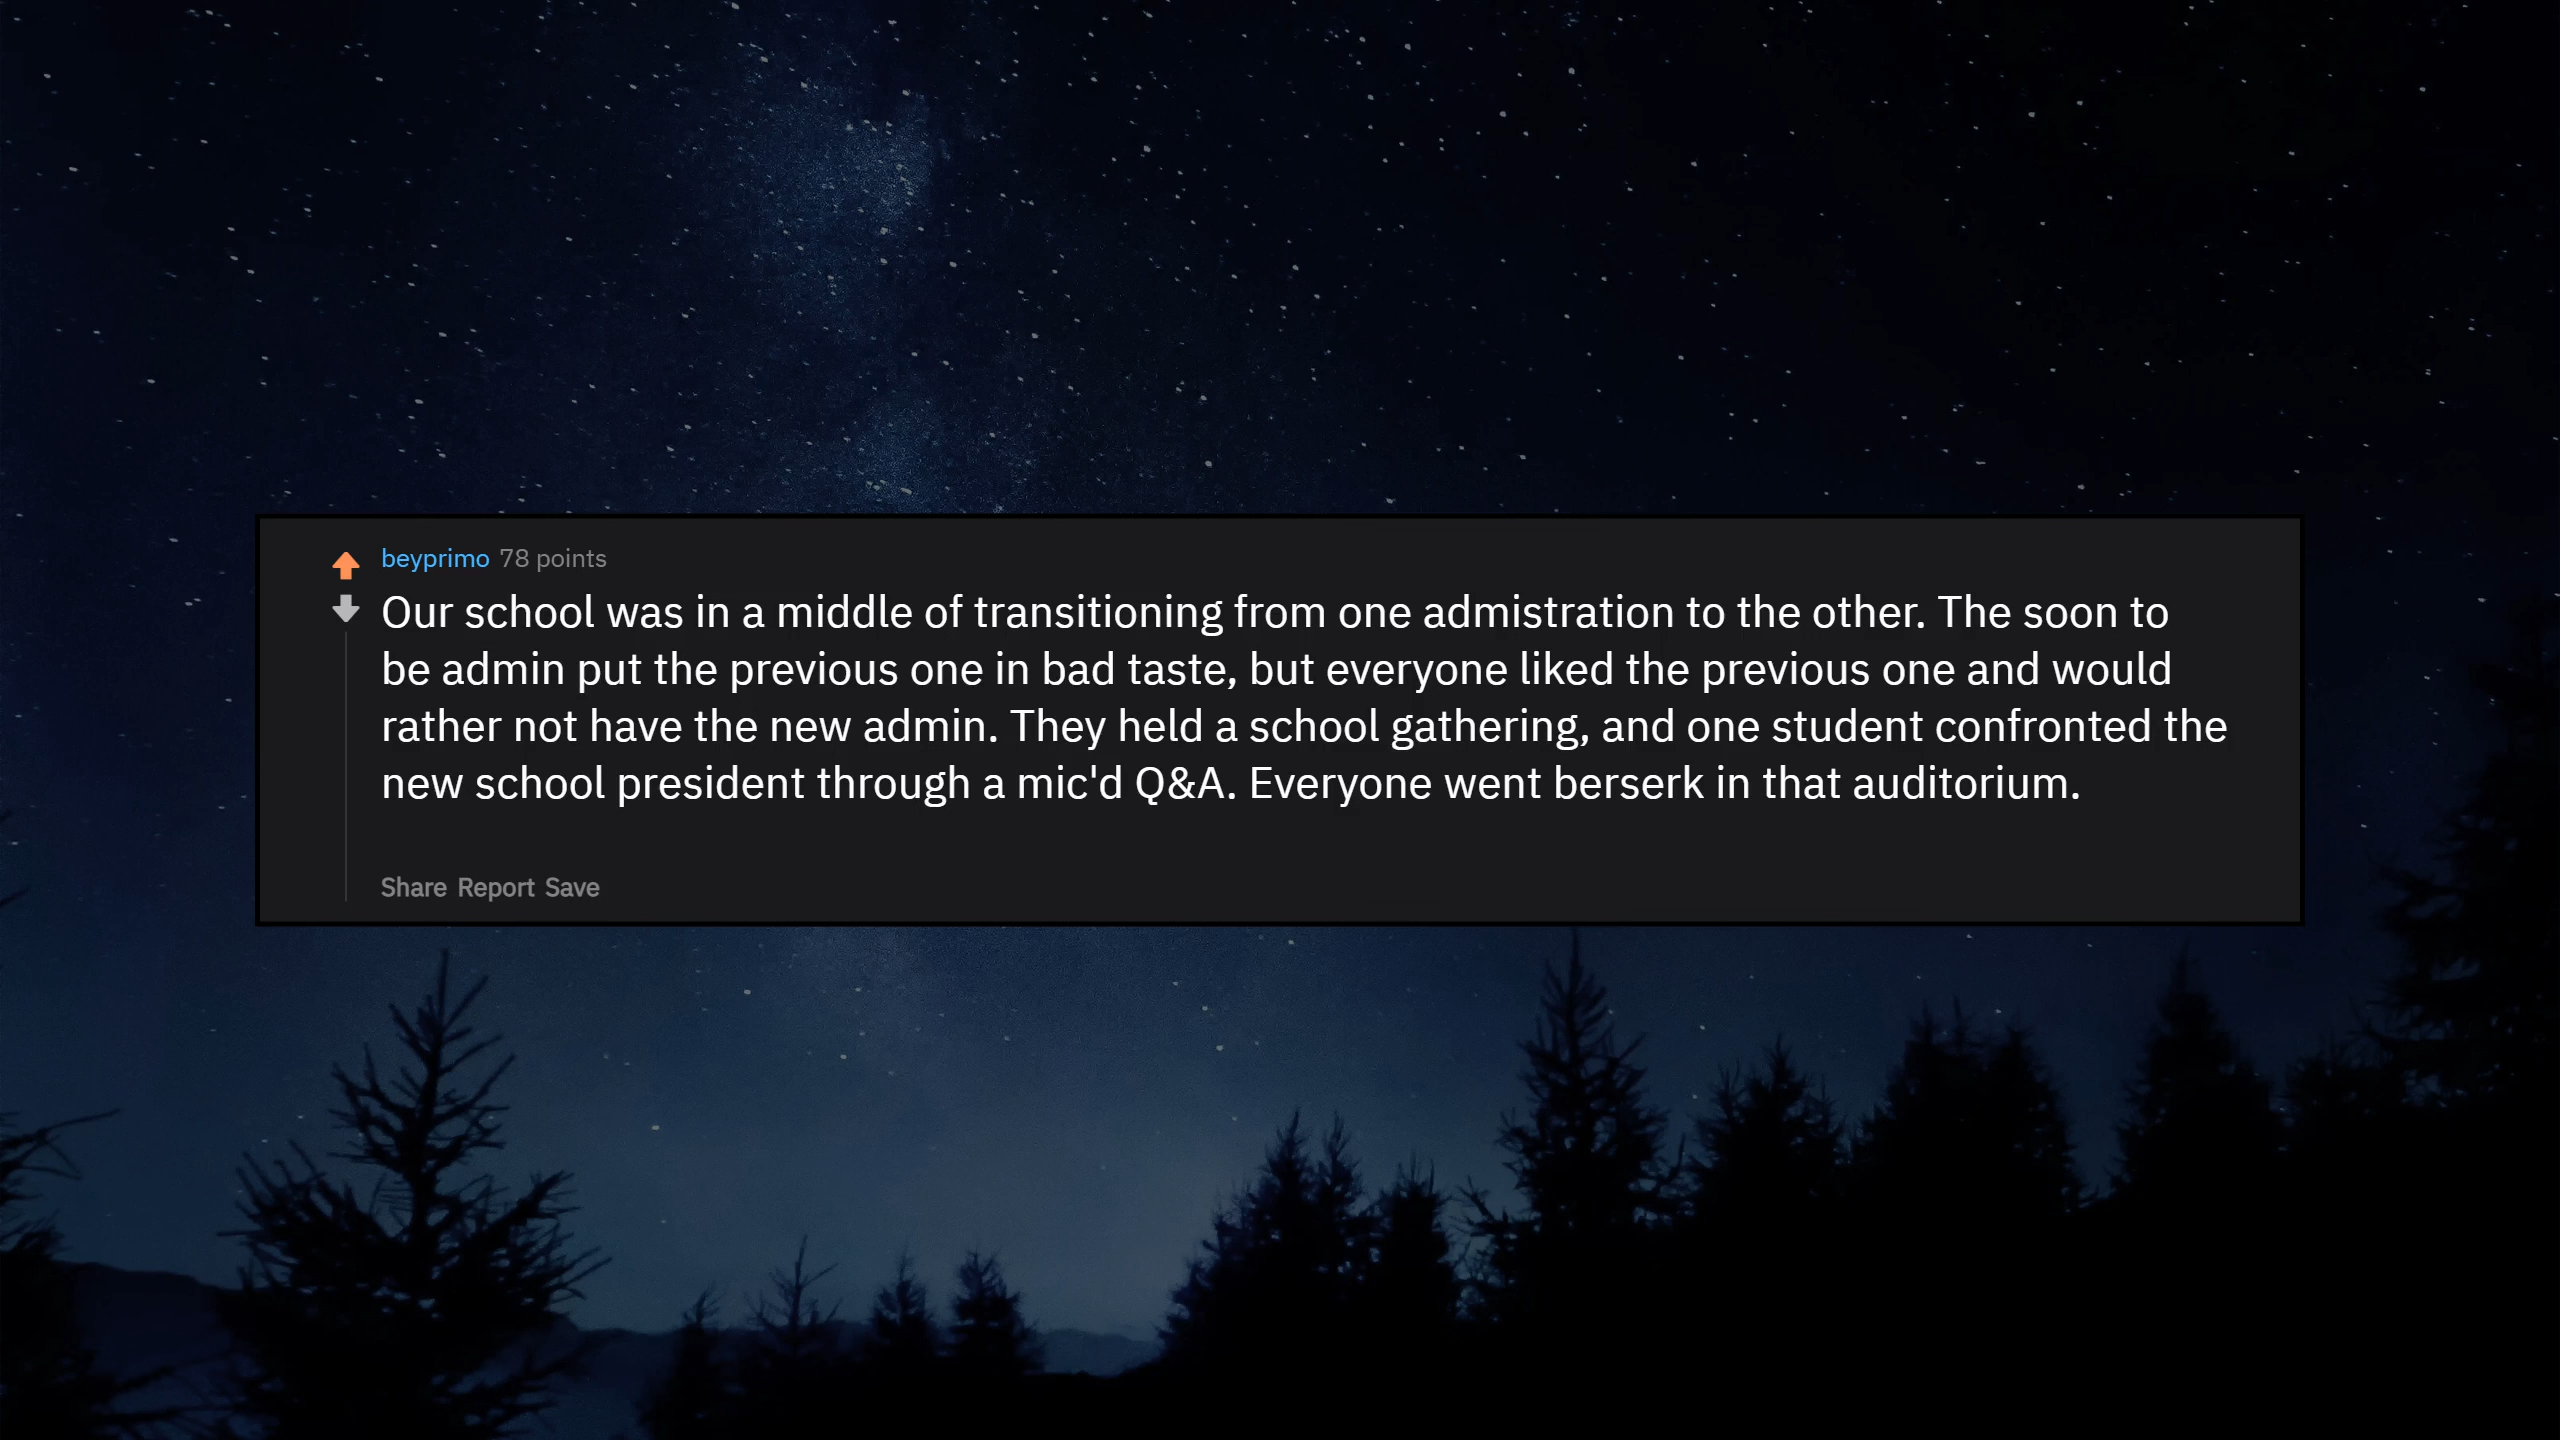 beyprimo 78 points
Our school was in a middle of transitioning from one admistration to the other. The soon to
be admin put the previous one in bad taste, but everyone liked the previous one and would
rather not have the new admin. They held a school gathering, and one student confronted the
new school president through a mic'd Q&A. Everyone went berserk in that auditorium.
Share Report Save